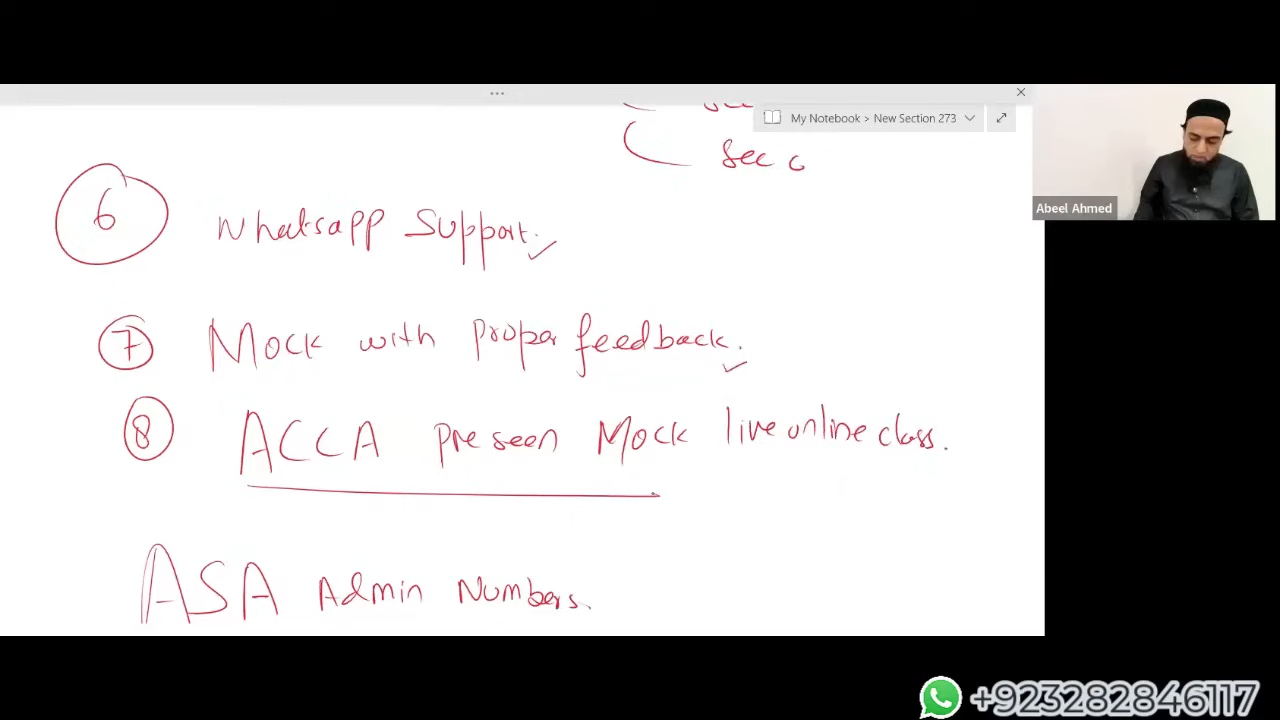 ...
My Notebook > New Section 273
Sec C
6 Whatsapp Support.
Abeel Ahmed
7 Mock with proper feedback.
8 ACCA preseen Mock live online class.
ASA Admin Numbers.
+923282846117